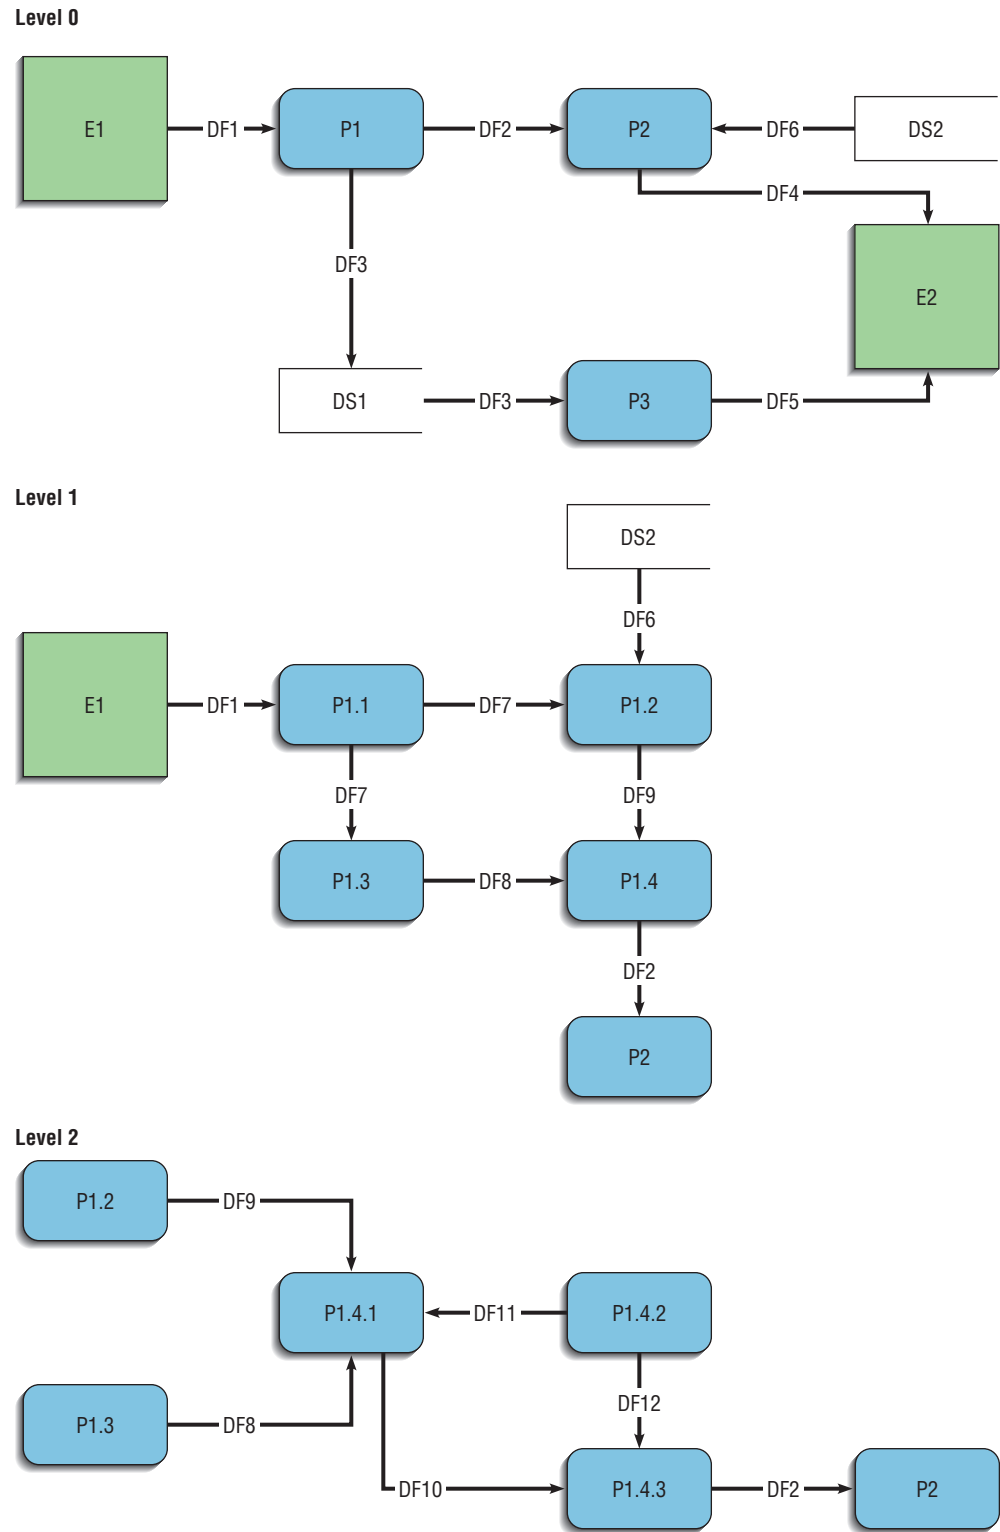 Level 0
E1 DF1 P1 DF2 P2 DF6 DS2
DF4
DF3
E2
DS1 DF3 P3 DF5
Level 1
DS2
DF6
E1 DF1 P1.1 DF7 P1.2
DF7 DF9
P1.3 DF8 P1.4
DF2
P2
Level 2
P1.2 DF9
P1.4.1 DF11 P1.4.2
DF12
P1.3 DF8
DF10 P1.4.3 DF2 P2